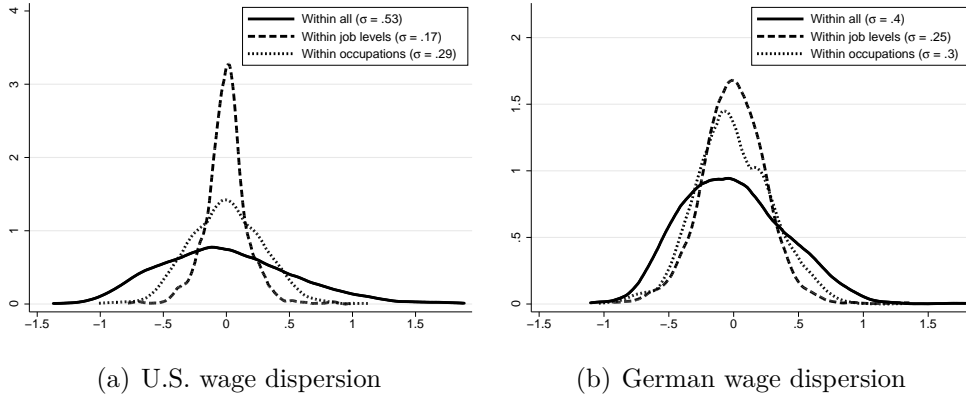 4
3
2
1
0
-1.5 -1 -.5 0 .5 1 1.5
Within all (σ = .53)
Within job levels (σ = .17)
Within occupations (σ = .29)
(a) U.S. wage dispersion
2
1.5
1
.5
0
-1.5 -1 -.5 0 .5 1 1.5
Within all (σ = .4)
Within job levels (σ = .25)
Within occupations (σ = .3)
(b) German wage dispersion